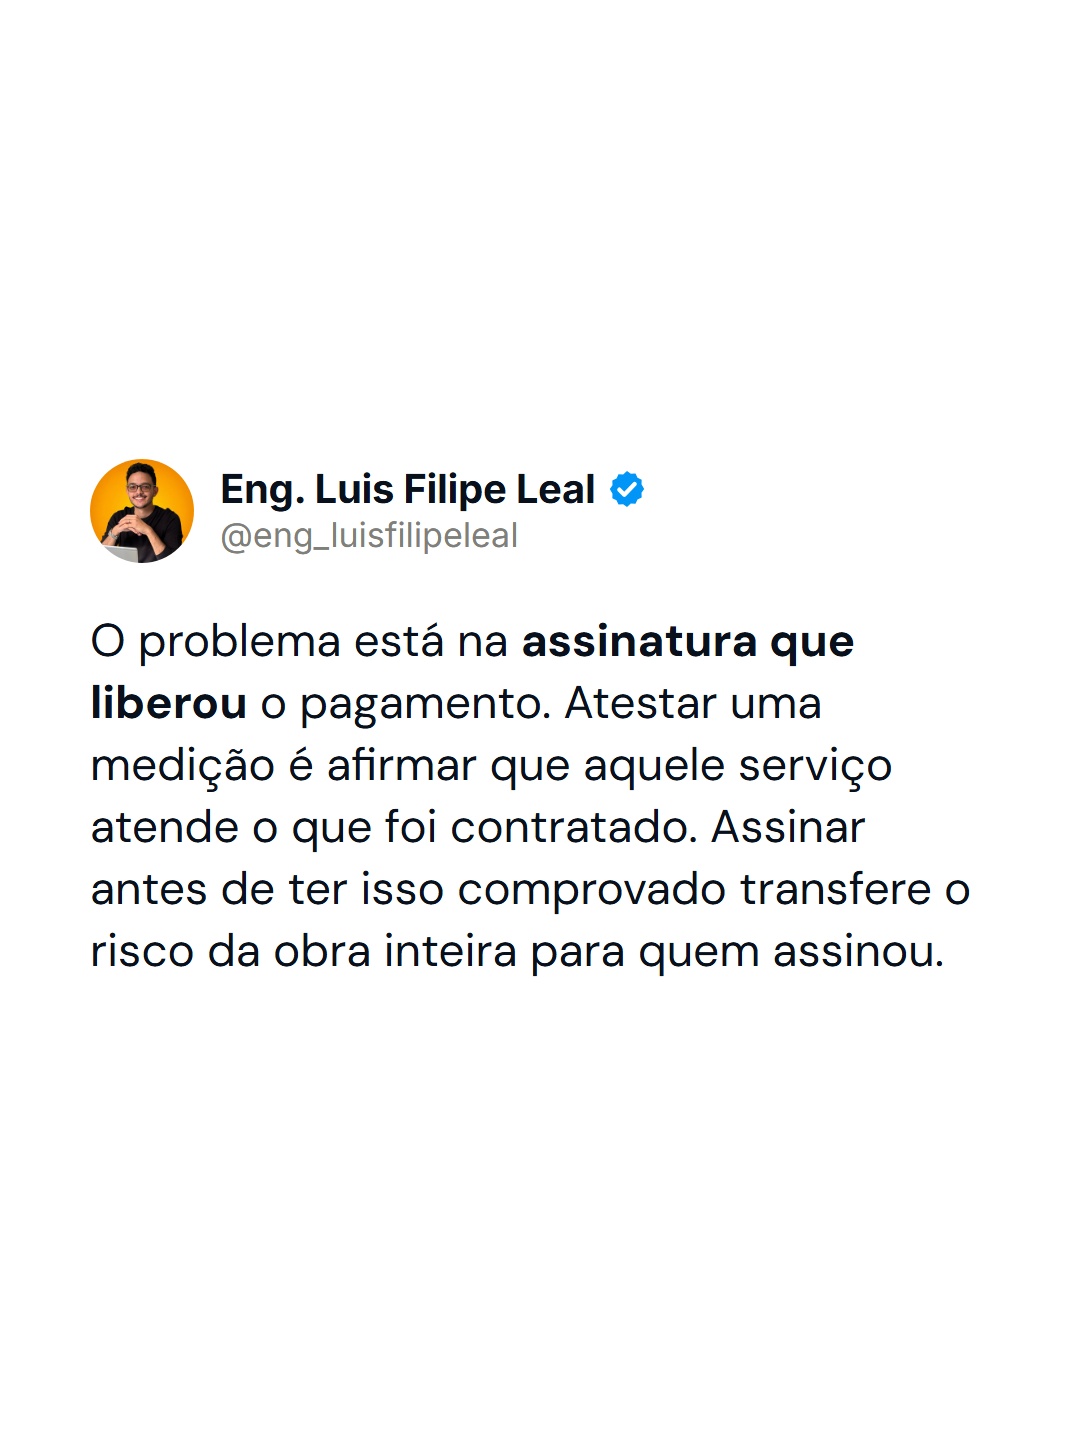 Eng. Luis Filipe Leal
@eng_luisfilipeleal
O problema está na assinatura que
liberou o pagamento. Atestar uma
medição é afirmar que aquele serviço
atende o que foi contratado. Assinar
antes de ter isso comprovado transfere o
risco da obra inteira para quem assinou.